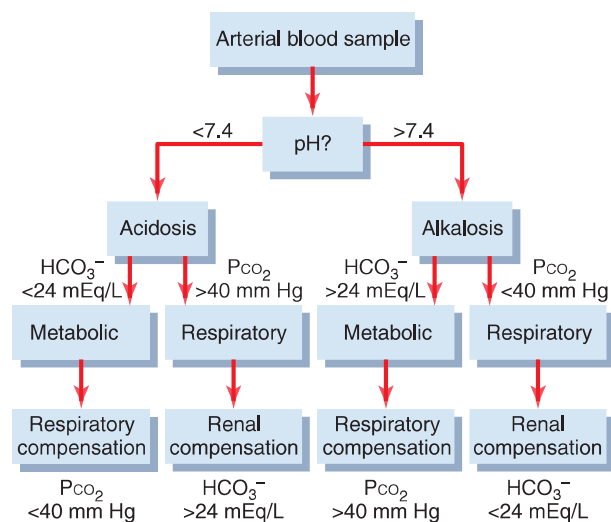 Arterial blood sample
<7.4
pH?
>7.4
Acidosis
Alkalosis
HCO₃⁻
<24 mEq/L
PCO₂
>40 mm Hg
HCO₃⁻
>24 mEq/L
PCO₂
<40 mm Hg
Metabolic
Respiratory
Metabolic
Respiratory
Respiratory
compensation
Renal
compensation
Respiratory
compensation
Renal
compensation
PCO₂
<40 mm Hg
HCO₃⁻
>24 mEq/L
PCO₂
>40 mm Hg
HCO₃⁻
<24 mEq/L